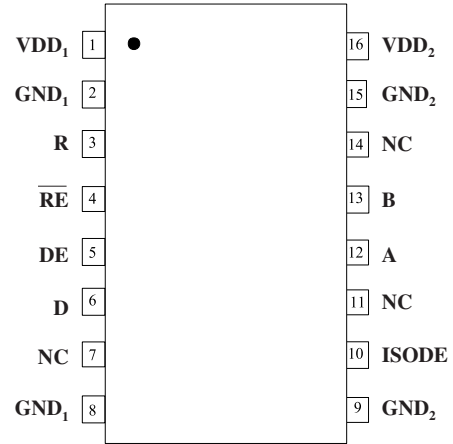 VDD₁ 1 16 VDD₂
GND₁ 2 15 GND₂
R 3 14 NC
R̅E̅ 4 13 B
DE 5 12 A
D 6 11 NC
NC 7 10 ISODE
GND₁ 8 9 GND₂